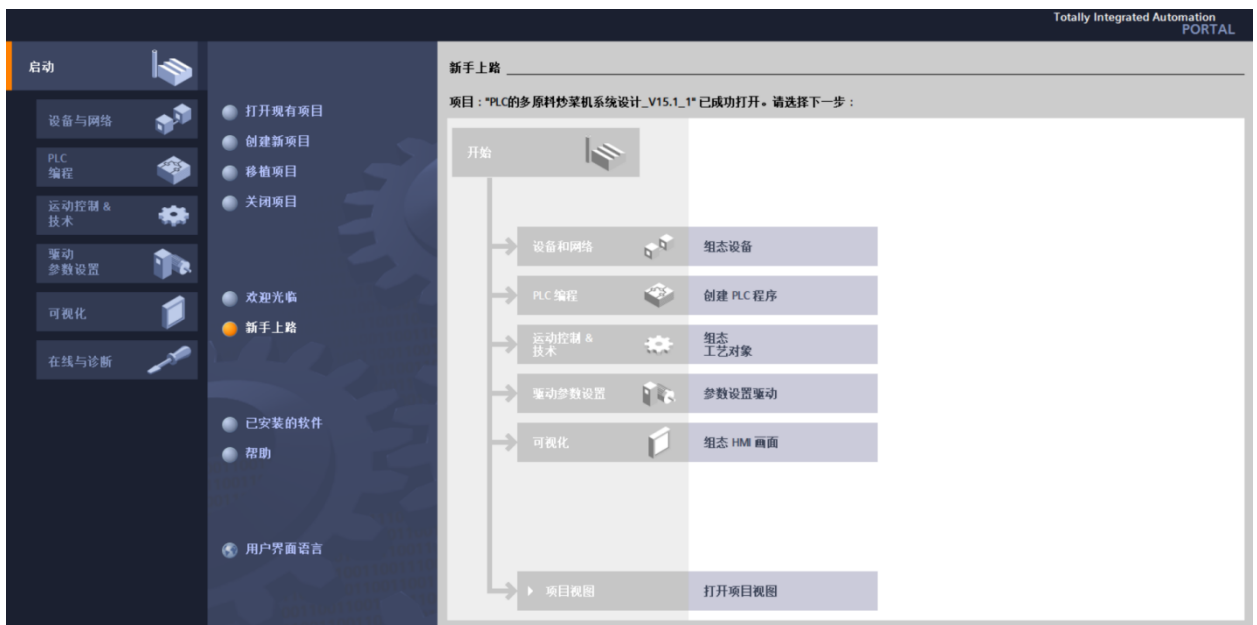 Totally Integrated Automation
PORTAL
启动
设备与网络
PLC
编程
运动控制 &
技术
驱动
参数设置
可视化
在线与诊断
打开现有项目
创建新项目
移植项目
关闭项目
欢迎光临
新手上路
已安装的软件
帮助
用户界面语言
新手上路
项目："PLC的多原料炒菜机系统设计_V15.1_1" 已成功打开。请选择下一步：
开始
设备和网络
组态设备
PLC 编程
创建 PLC 程序
运动控制 &
技术
组态
工艺对象
驱动参数设置
参数设置驱动
可视化
组态 HMI 画面
项目视图
打开项目视图